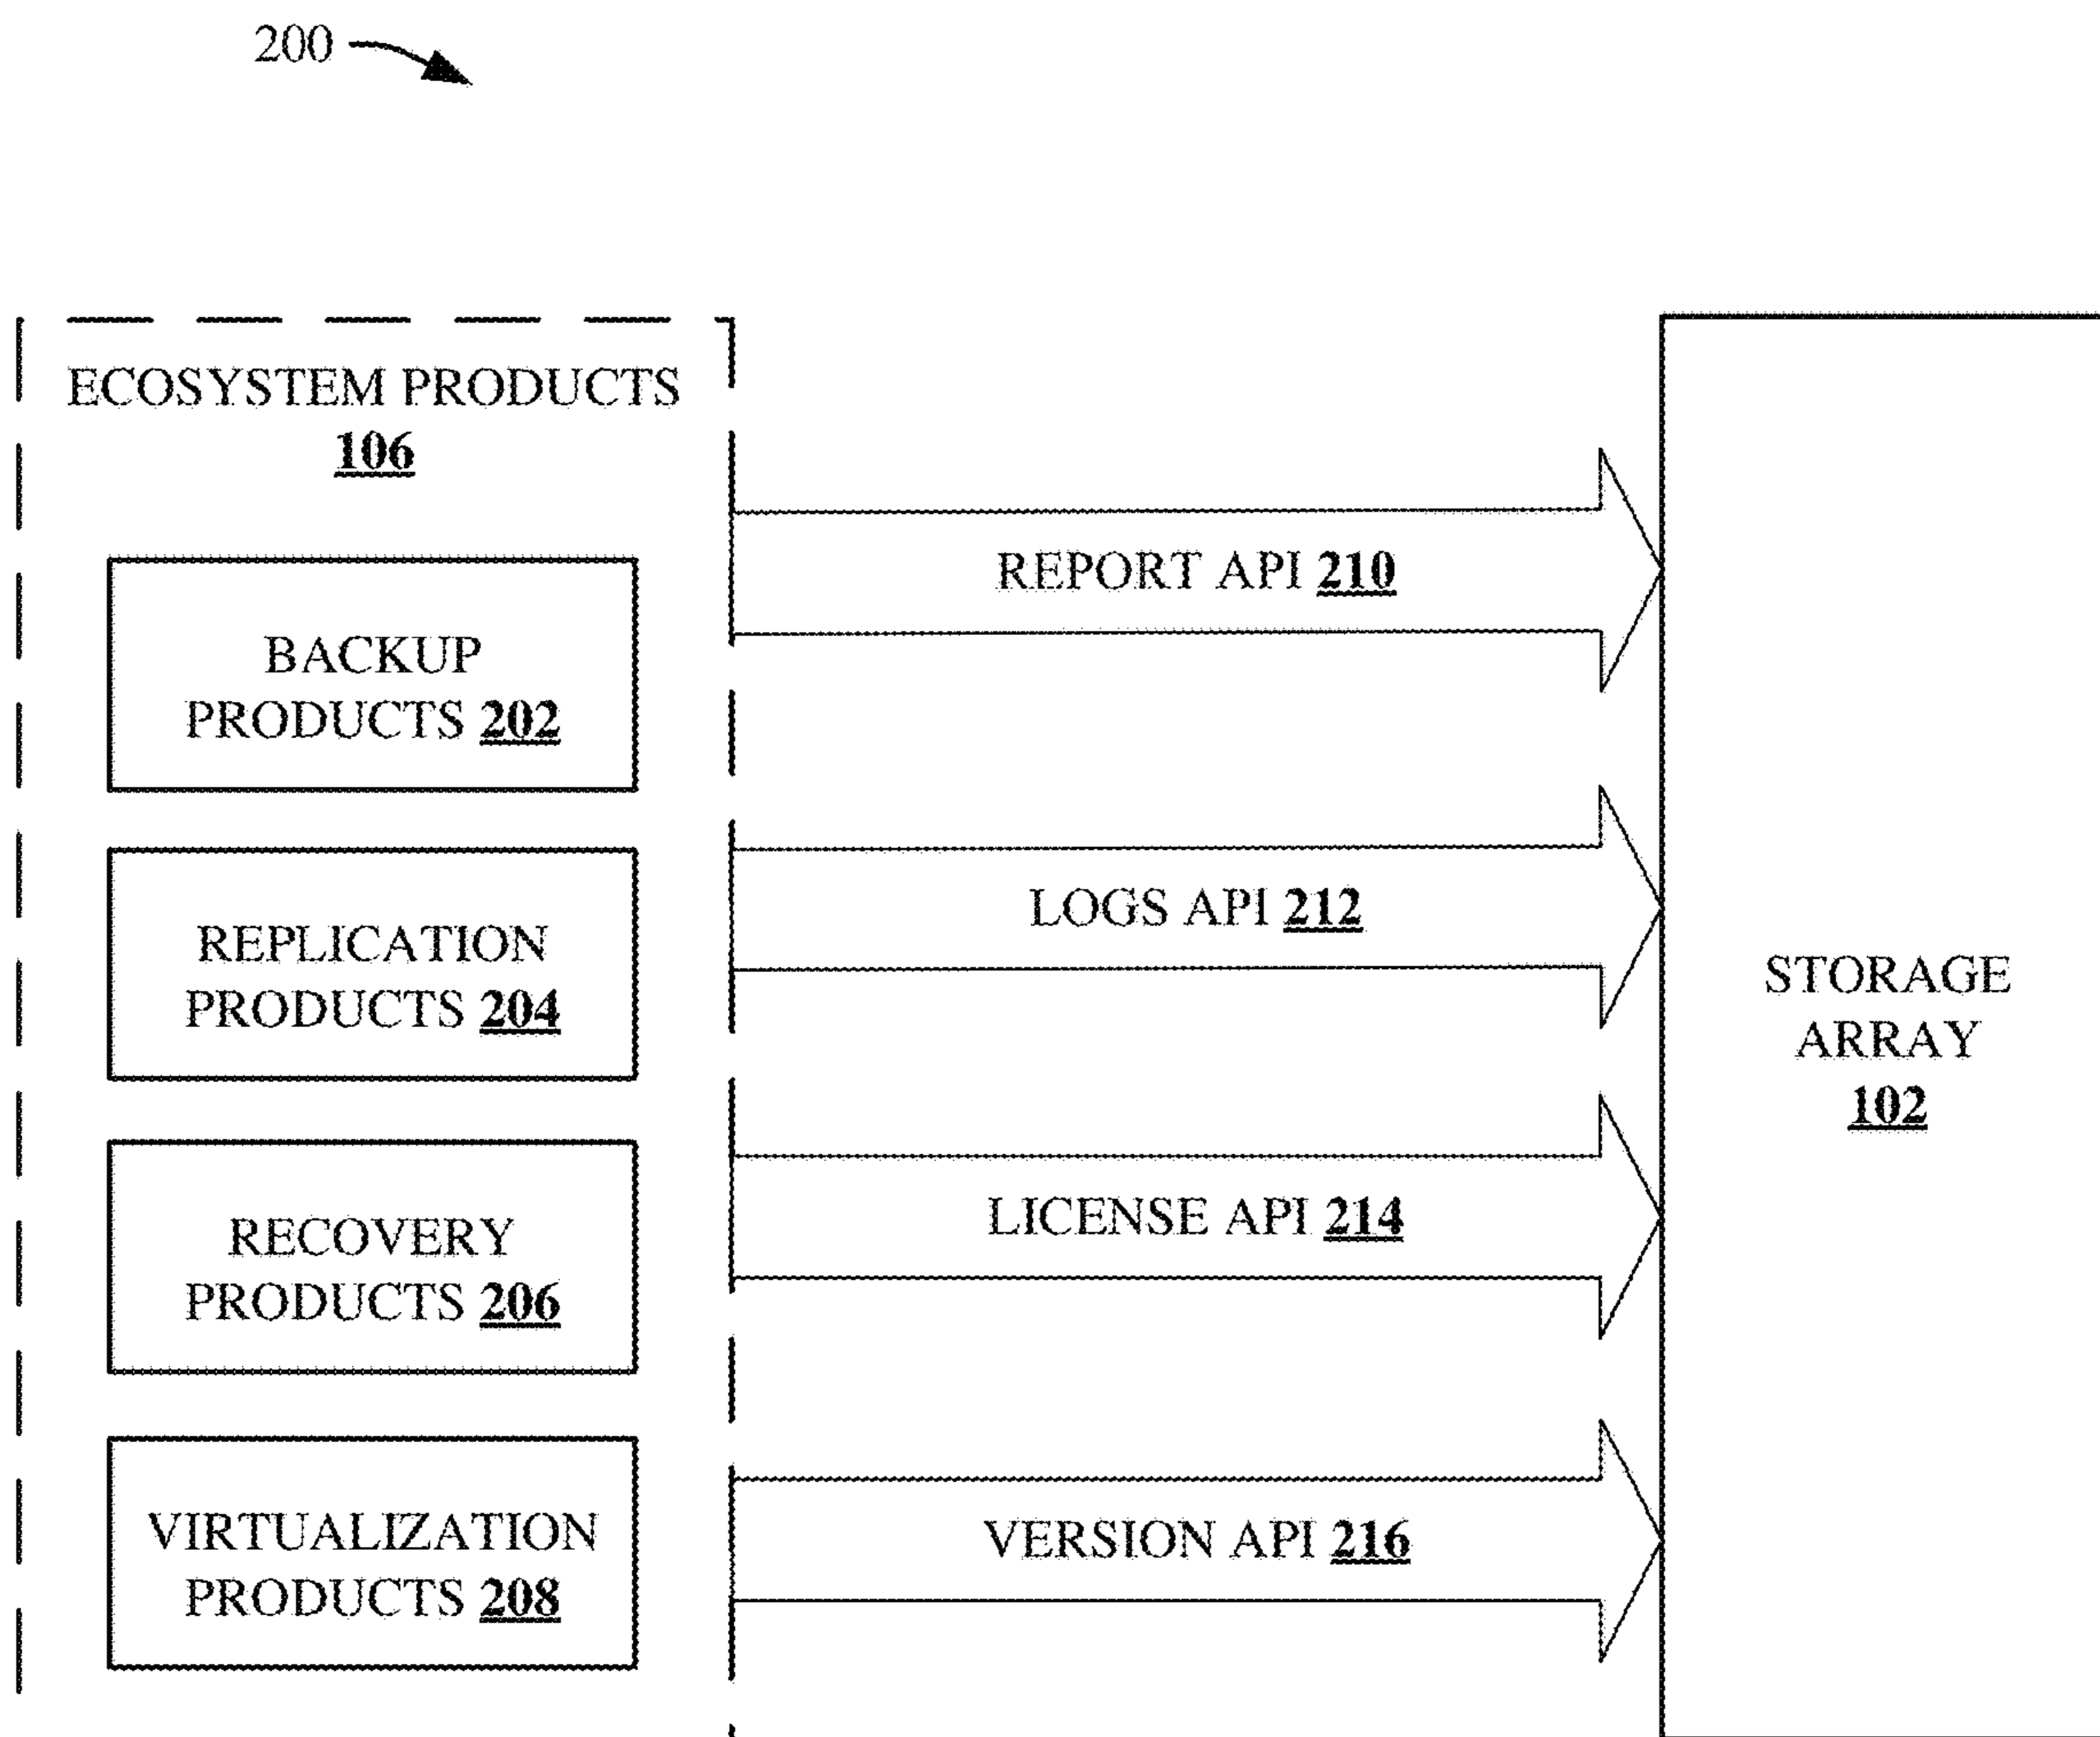 200
ECOSYSTEM PRODUCTS
106
BACKUP
PRODUCTS 202
REPLICATION
PRODUCTS 204
RECOVERY
PRODUCTS 206
VIRTUALIZATION
PRODUCTS 208
REPORT API 210
LOGS API 212
LICENSE API 214
VERSION API 216
STORAGE
ARRAY
102